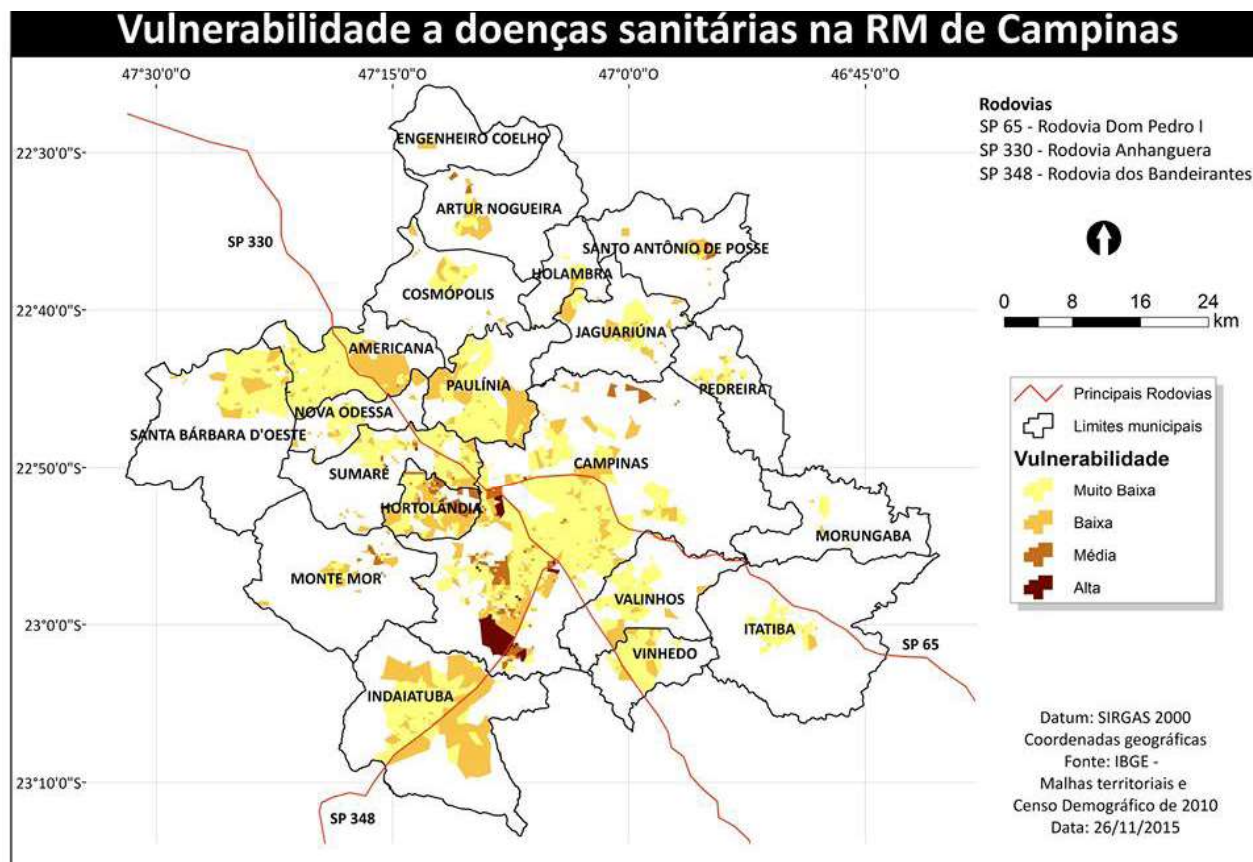 Vulnerabilidade a doenças sanitárias na RM de Campinas
47°30'0"O
47°15'0"O
47°0'0"O
46°45'0"O
Rodovias
SP 65 - Rodovia Dom Pedro I
SP 330 - Rodovia Anhanguera
SP 348 - Rodovia dos Bandeirantes
22°30'0"S
ENGENHEIRO COELHO
ARTUR NOGUEIRA
SP 330
SANTO ANTÔNIO DE POSSE
HOLAMBRA
COSMÓPOLIS
22°40'0"S
JAGUARIÚNA
0 8 16 24
km
AMERICANA
PAULÍNIA
PEDREIRA
NOVA ODESSA
SANTA BÁRBARA D'OESTE
SUMARÉ
CAMPINAS
22°50'0"S
HORTOLÂNDIA
MORUNGABA
Principais Rodovias
Limites municipais
Vulnerabilidade
Muito Baixa
Baixa
Média
Alta
MONTE MOR
VALINHOS
23°0'0"S
ITATIBA
SP 65
VINHEDO
INDAIATUBA
23°10'0"S
SP 348
Datum: SIRGAS 2000
Coordenadas geográficas
Fonte: IBGE -
Malhas territoriais e
Censo Demográfico de 2010
Data: 26/11/2015